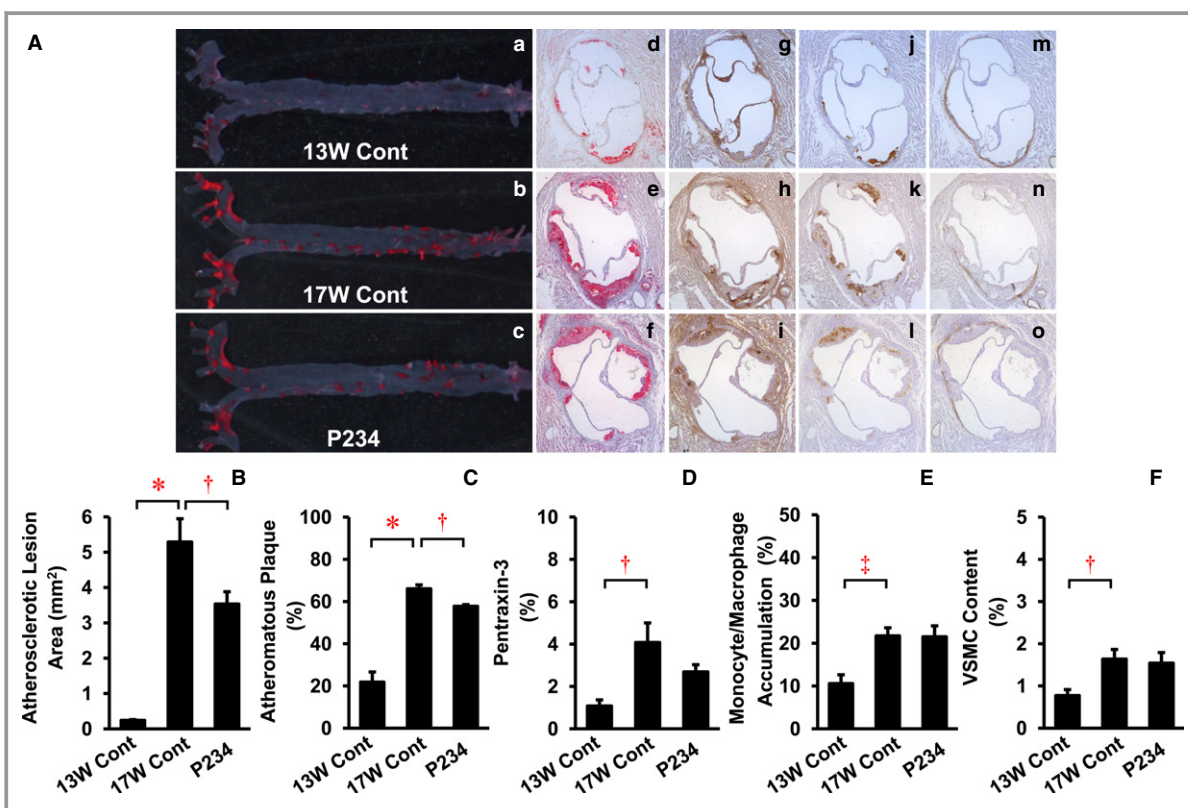 A
a d g j m
13W Cont
b e h k n
17W Cont
c f i l o
P234
B
* †
Atherosclerotic Lesion
Area (mm²)
6
5
4
3
2
1
0
13W Cont 17W Cont P234
C
* †
Atheromatous Plaque
(%)
100
80
60
40
20
0
13W Cont 17W Cont P234
D
†
Pentraxin-3
(%)
10
8
6
4
2
0
13W Cont 17W Cont P234
E
‡
Monocyte/Macrophage
Accumulation (%)
50
40
30
20
10
0
13W Cont 17W Cont P234
F
†
VSMC Content
(%)
5
4
3
2
1
0
13W Cont 17W Cont P234